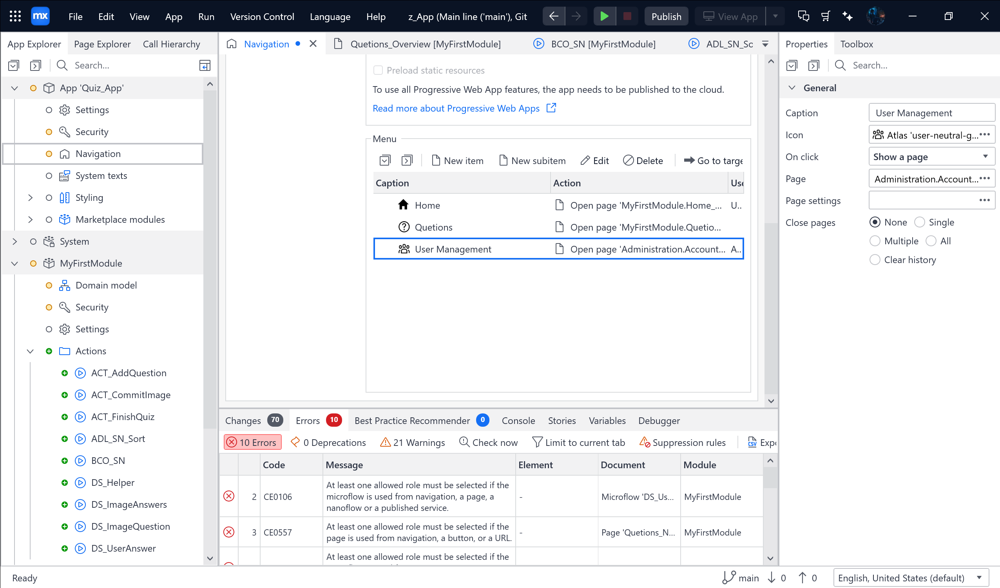 mx File Edit View App Run Version Control Language Help z_App (Main line ('main'), Git Publish View App
App Explorer Page Explorer Call Hierarchy
Search...
App 'Quiz_App'
Settings
Security
Navigation
System texts
Styling
Marketplace modules
System
MyFirstModule
Domain model
Security
Settings
Actions
ACT_AddQuestion
ACT_CommitImage
ACT_FinishQuiz
ADL_SN_Sort
BCO_SN
DS_Helper
DS_ImageAnswers
DS_ImageQuestion
DS_UserAnswer
Navigation Quetions_Overview [MyFirstModule] BCO_SN [MyFirstModule] ADL_SN_So
Preload static resources
To use all Progressive Web App features, the app needs to be published to the cloud.
Read more about Progressive Web Apps
Menu
New item New subitem Edit Delete Go to targe
Caption Action Use
Home Open page 'MyFirstModule.Home_... U..
Quetions Open page 'MyFirstModule.Quetio...
User Management Open page 'Administration.Account... A..
Changes 70 Errors 10 Best Practice Recommender 0 Console Stories Variables Debugger
10 Errors 0 Deprecations 21 Warnings Check now Limit to current tab Suppression rules CSV Expo
Code Message Element Document Module
2 CE0106 At least one allowed role must be selected if the - Microflow 'DS_Us... MyFirstModule
microflow is used from navigation, a page, a
nanoflow or a published service.
3 CE0557 At least one allowed role must be selected if the - Page 'Quetions_N... MyFirstModule
page is used from navigation, a button, or a URL.
At least one allowed role must be selected if the
Properties Toolbox
Search...
General
Caption User Management
Icon Atlas 'user-neutral-g...
On click Show a page
Page Administration.Account...
Page settings
Close pages None Single
Multiple All
Clear history
Ready main 0 0 English, United States (default)